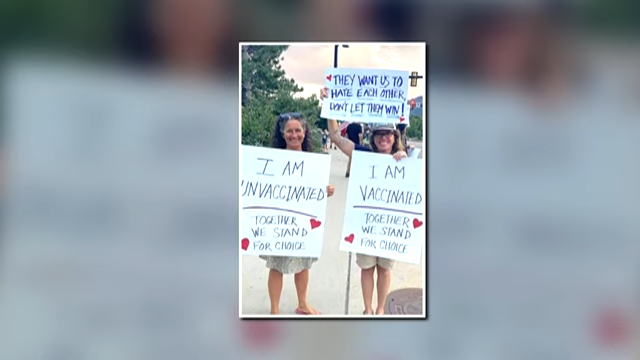 THEY WANT US TO
HATE EACH OTHER,
DON'T LET THEM WIN!
I AM
UNVACCINATED
TOGETHER
WE STAND
FOR CHOICE
I AM
VACCINATED
TOGETHER
WE STAND
FOR CHOICE